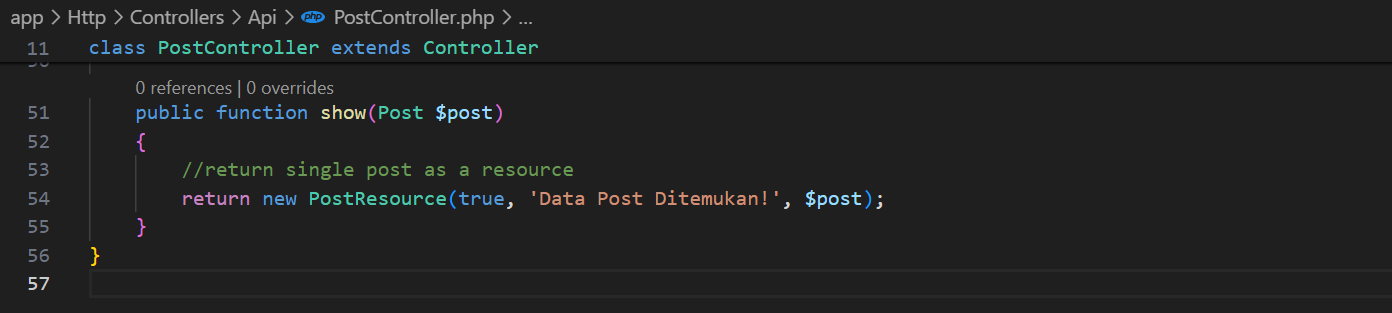 app > Http > Controllers > Api > php PostController.php > ...
11 class PostController extends Controller
0 references | 0 overrides
51 public function show(Post $post)
52 {
53 //return single post as a resource
54 return new PostResource(true, 'Data Post Ditemukan!', $post);
55 }
56 }
57